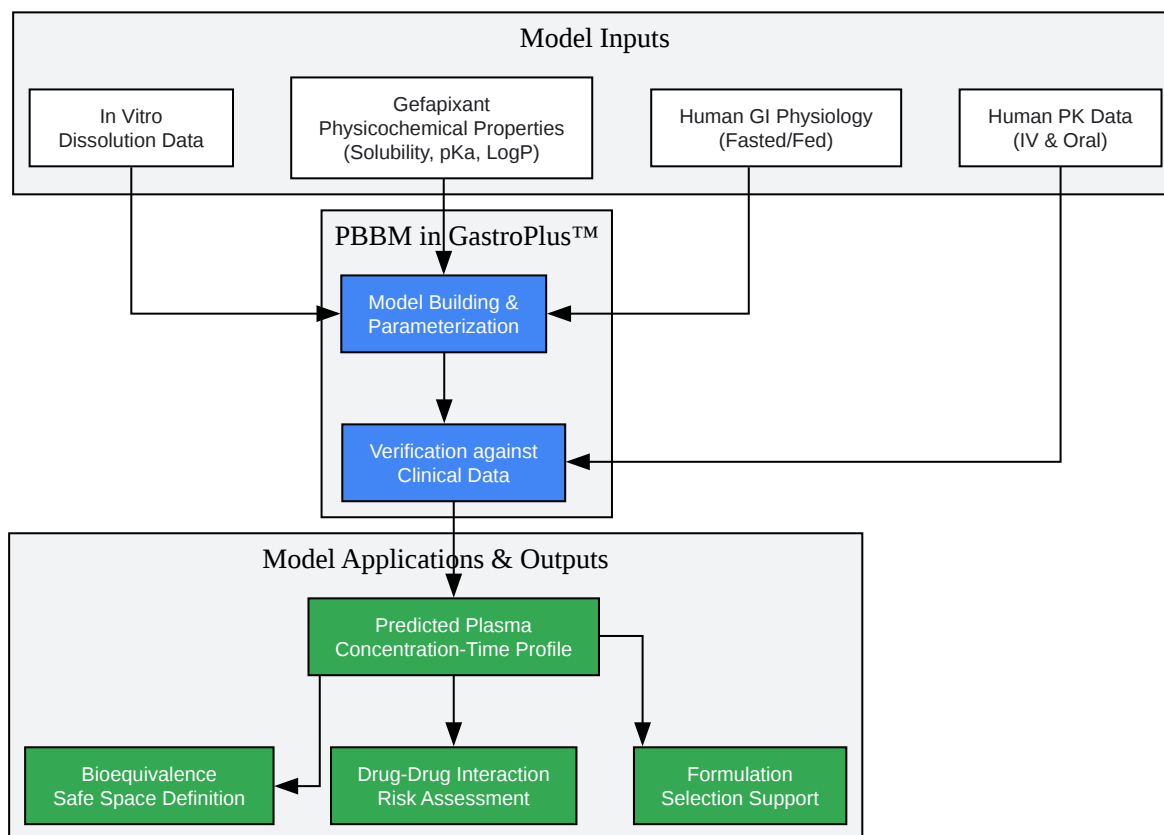 Model Inputs
In Vitro
Dissolution Data
Gefapixant
Physicochemical Properties
(Solubility, pKa, LogP)
Human GI Physiology
(Fasted/Fed)
Human PK Data
(IV & Oral)
PBBM in GastroPlus™
Model Building &
Parameterization
Verification against
Clinical Data
Model Applications & Outputs
Predicted Plasma
Concentration-Time Profile
Bioequivalence
Safe Space Definition
Drug-Drug Interaction
Risk Assessment
Formulation
Selection Support